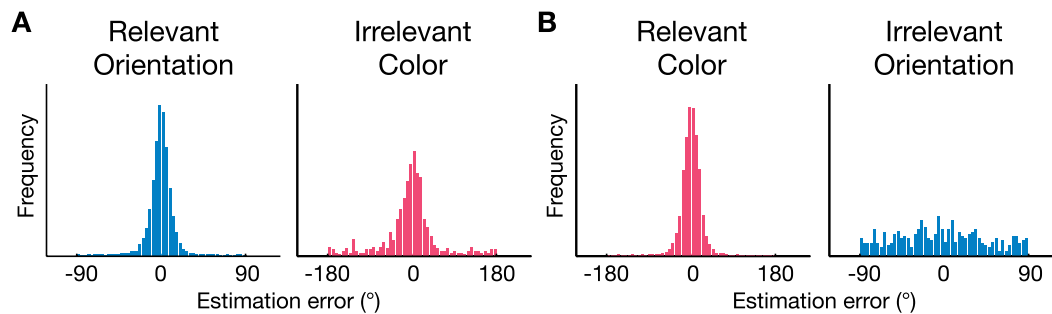 A
Relevant
Orientation
Irrelevant
Color
Frequency
-90
0
90
-180
0
180
Estimation error (°)
B
Relevant
Color
Irrelevant
Orientation
Frequency
-180
0
180
-90
0
90
Estimation error (°)